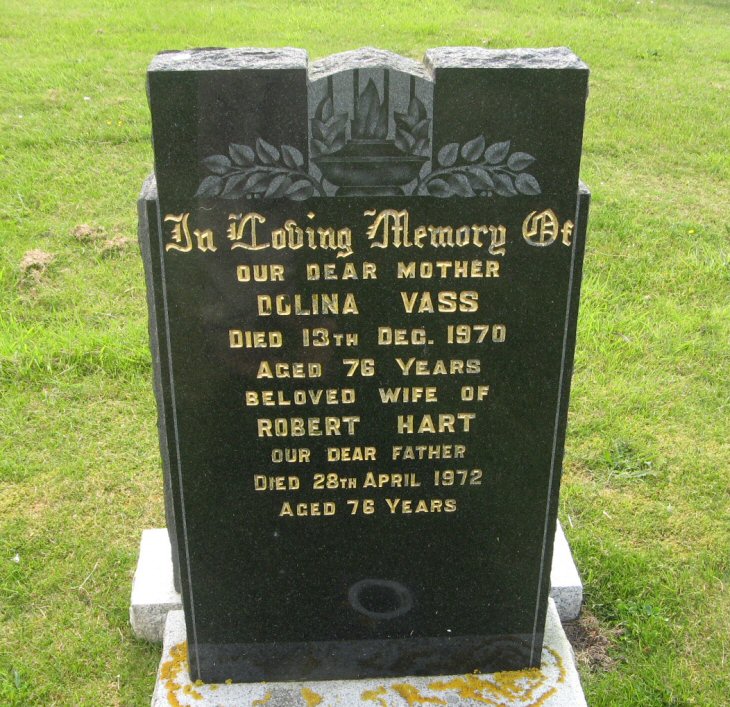 In Loving Memory Of
OUR DEAR MOTHER
DOLINA VASS
DIED 13TH DEC. 1970
AGED 76 YEARS
BELOVED WIFE OF
ROBERT HART
OUR DEAR FATHER
DIED 28TH APRIL 1972
AGED 76 YEARS